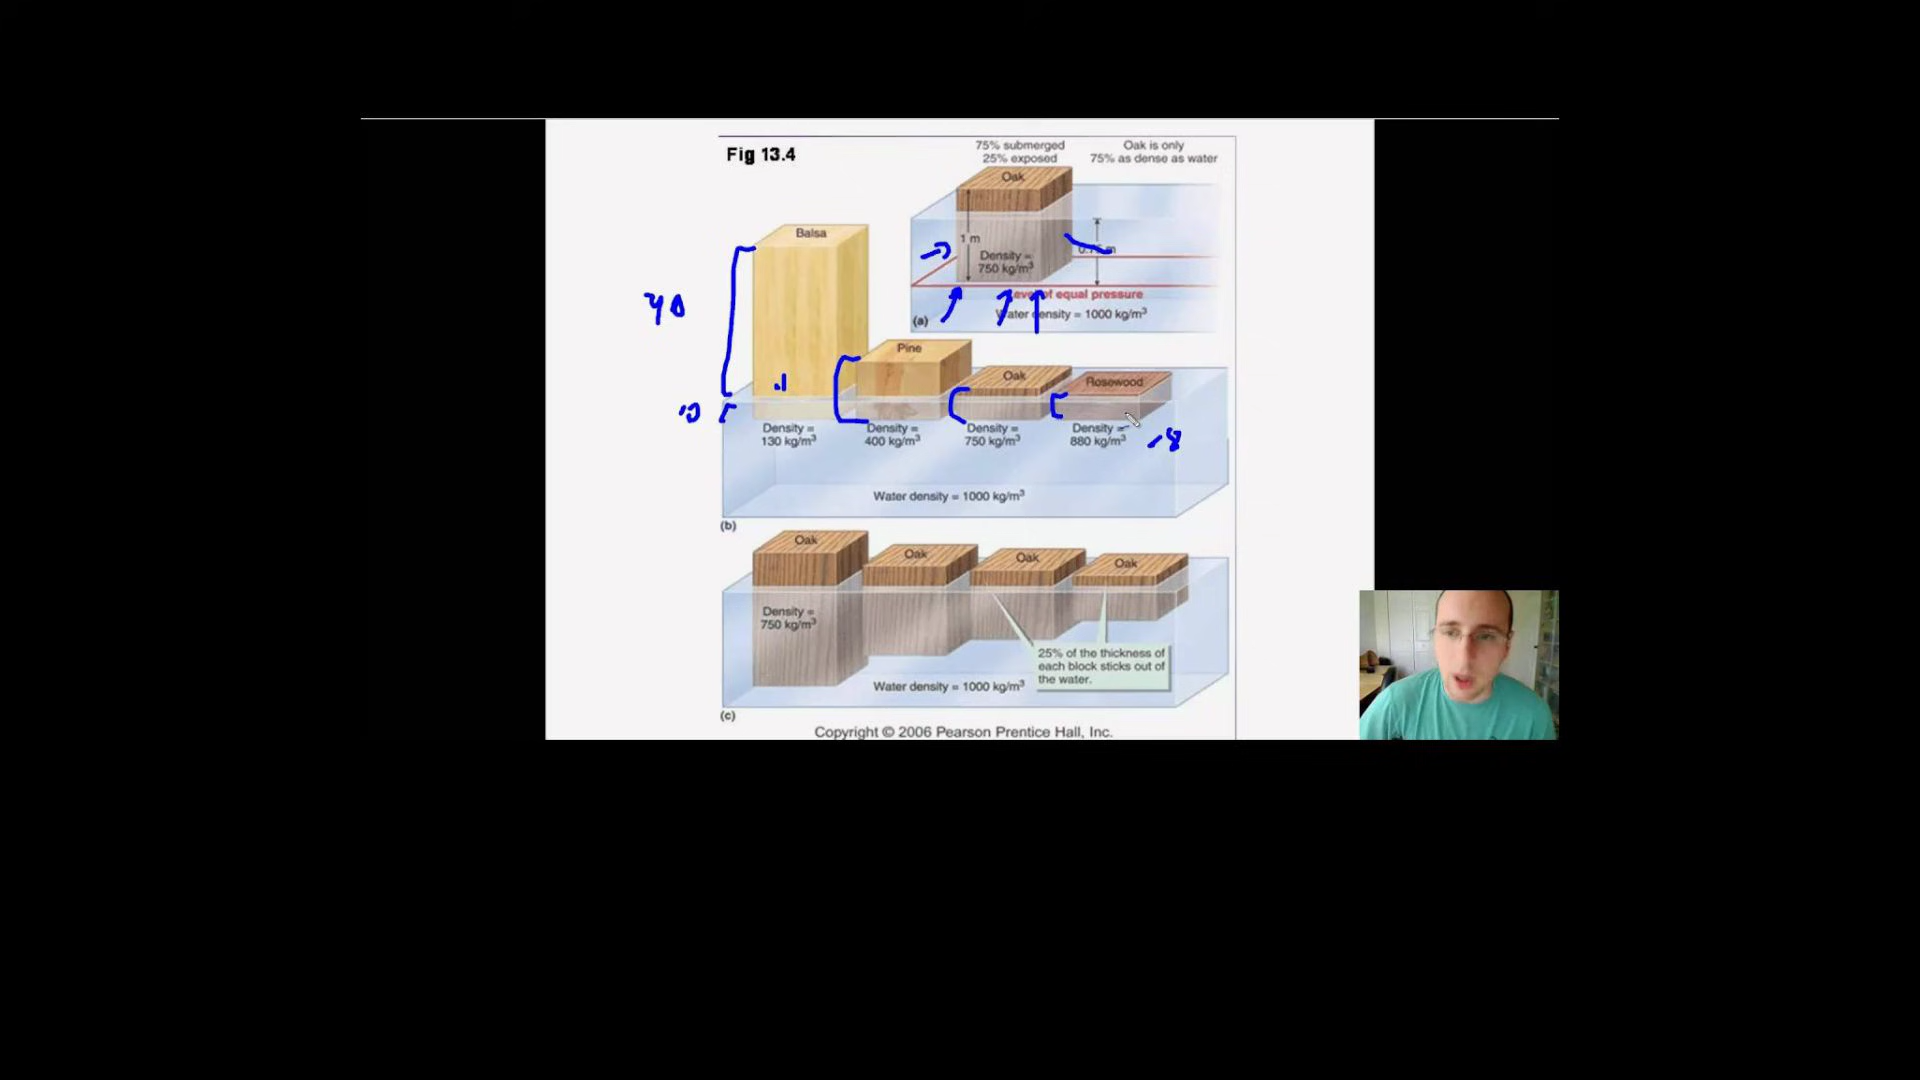 Fig 13.4
75% submerged
25% exposed
Oak is only
75% as dense as water
Oak
1 m
Density =
750 kg/m³
Level of equal pressure
Water density = 1000 kg/m³
(a)
Balsa
Pine
Oak
Rosewood
40
10
.1
Density =
130 kg/m³
Density =
400 kg/m³
Density =
750 kg/m³
Density =
880 kg/m³
Water density = 1000 kg/m³
(b)
Oak
Oak
Oak
Oak
Density =
750 kg/m³
25% of the thickness of
each block sticks out of
the water.
Water density = 1000 kg/m³
(c)
Copyright © 2006 Pearson Prentice Hall, Inc.